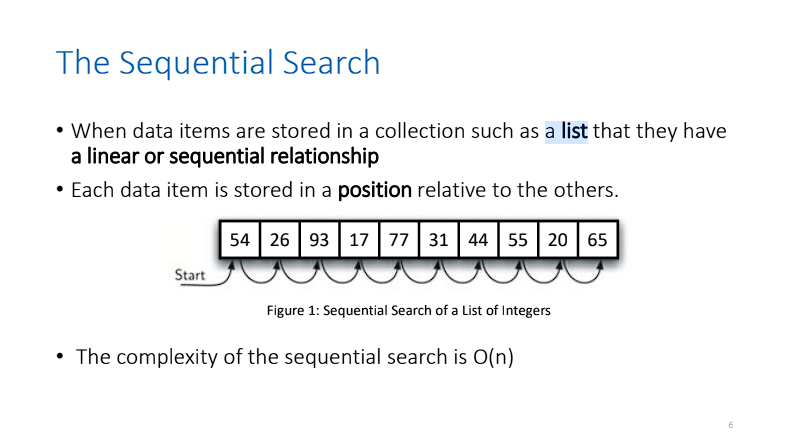 The Sequential Search
• When data items are stored in a collection such as a list that they have
a linear or sequential relationship
• Each data item is stored in a position relative to the others.
54 26 93 17 77 31 44 55 20 65
Start
Figure 1: Sequential Search of a List of Integers
• The complexity of the sequential search is O(n)
6